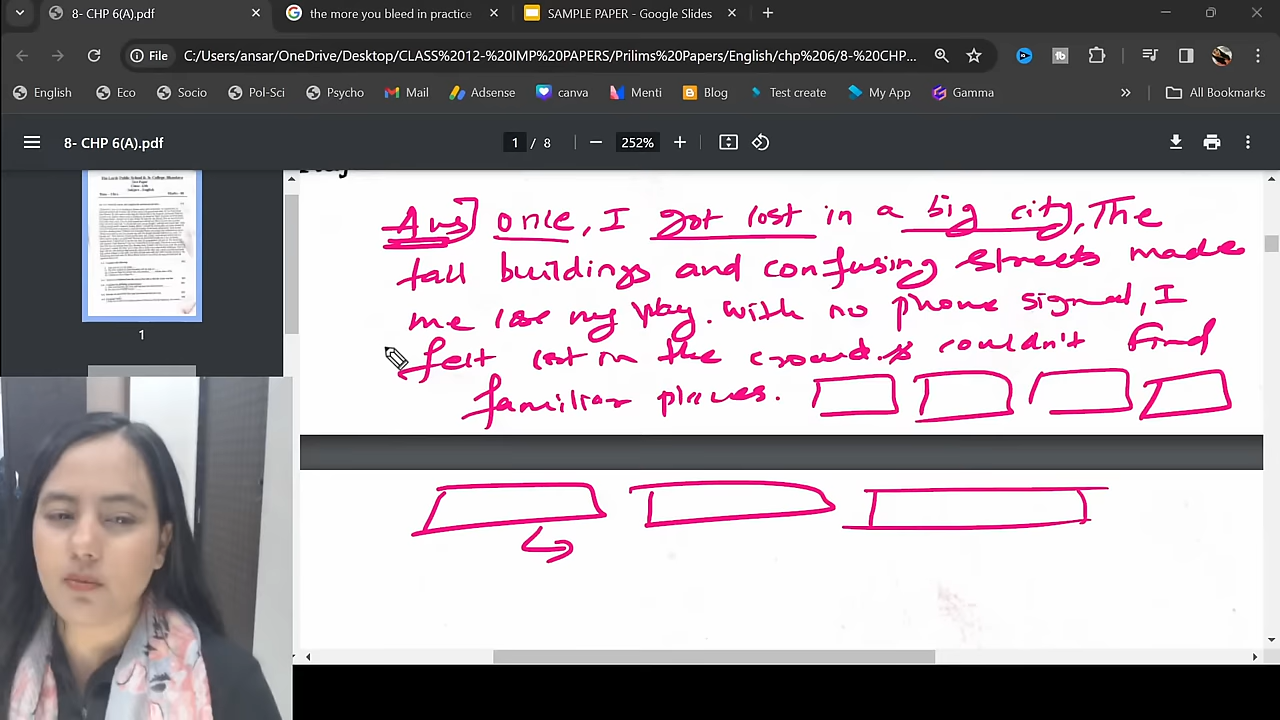 8- CHP 6(A).pdf
the more you bleed in practice
SAMPLE PAPER - Google Slides
File
C:/Users/ansar/OneDrive/Desktop/CLASS%2012-%20IMP%20PAPERS/Prilims%20Papers/English/chp%206/8-%20CHP...
English
Eco
Socio
Pol-Sci
Psycho
Mail
Adsense
canva
Menti
Blog
Test create
My App
Gamma
»
All Bookmarks
8- CHP 6(A).pdf
1 / 8
252%
Ans] once, I got lost in a big city, The
tall buildings and confusing streets made
me lose my way. with no phone signal, I
felt lost in the crowd. couldn't find
familiar places.
1